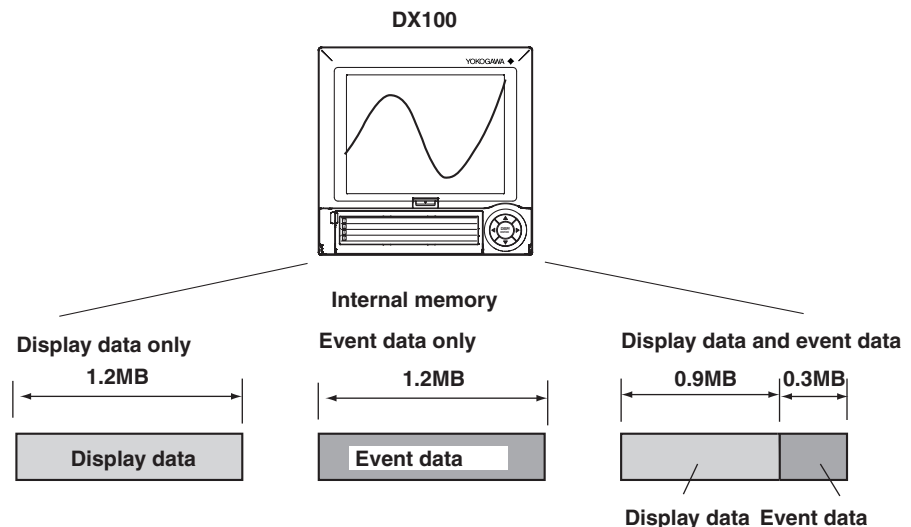 DX100
YOKOGAWA
Internal memory
Display data only
1.2MB
Display data
Event data only
1.2MB
Event data
Display data and event data
0.9MB 0.3MB
Display data Event data